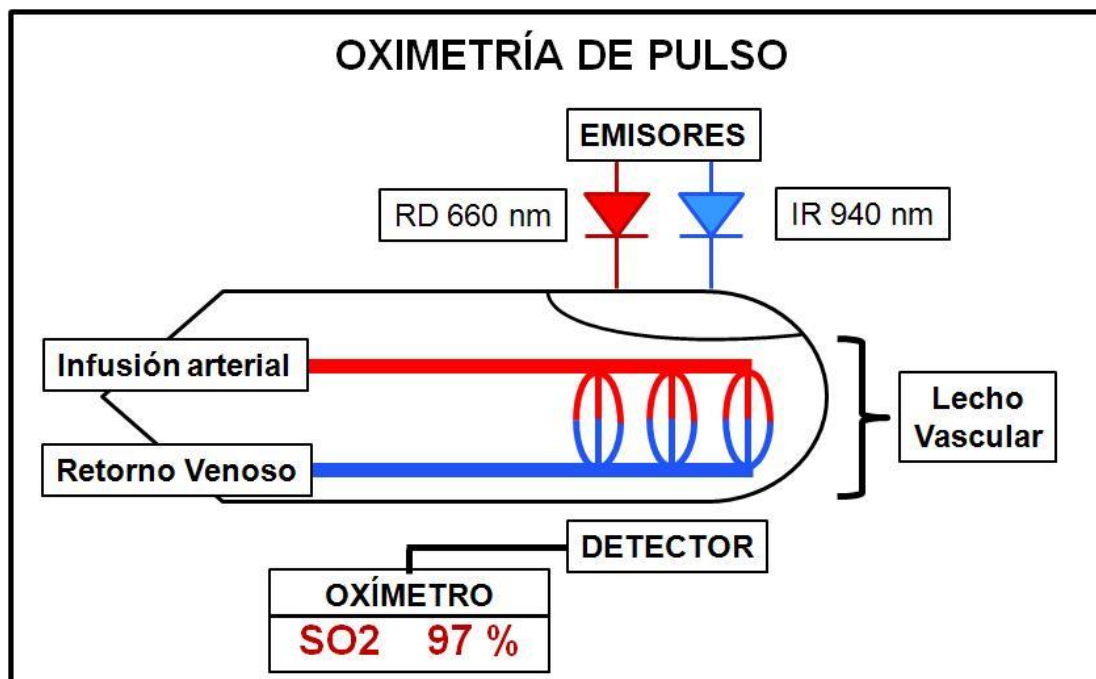 OXIMETRÍA DE PULSO
EMISORES
RD 660 nm
IR 940 nm
Infusión arterial
Retorno Venoso
Lecho
Vascular
DETECTOR
OXÍMETRO
SO2 97 %